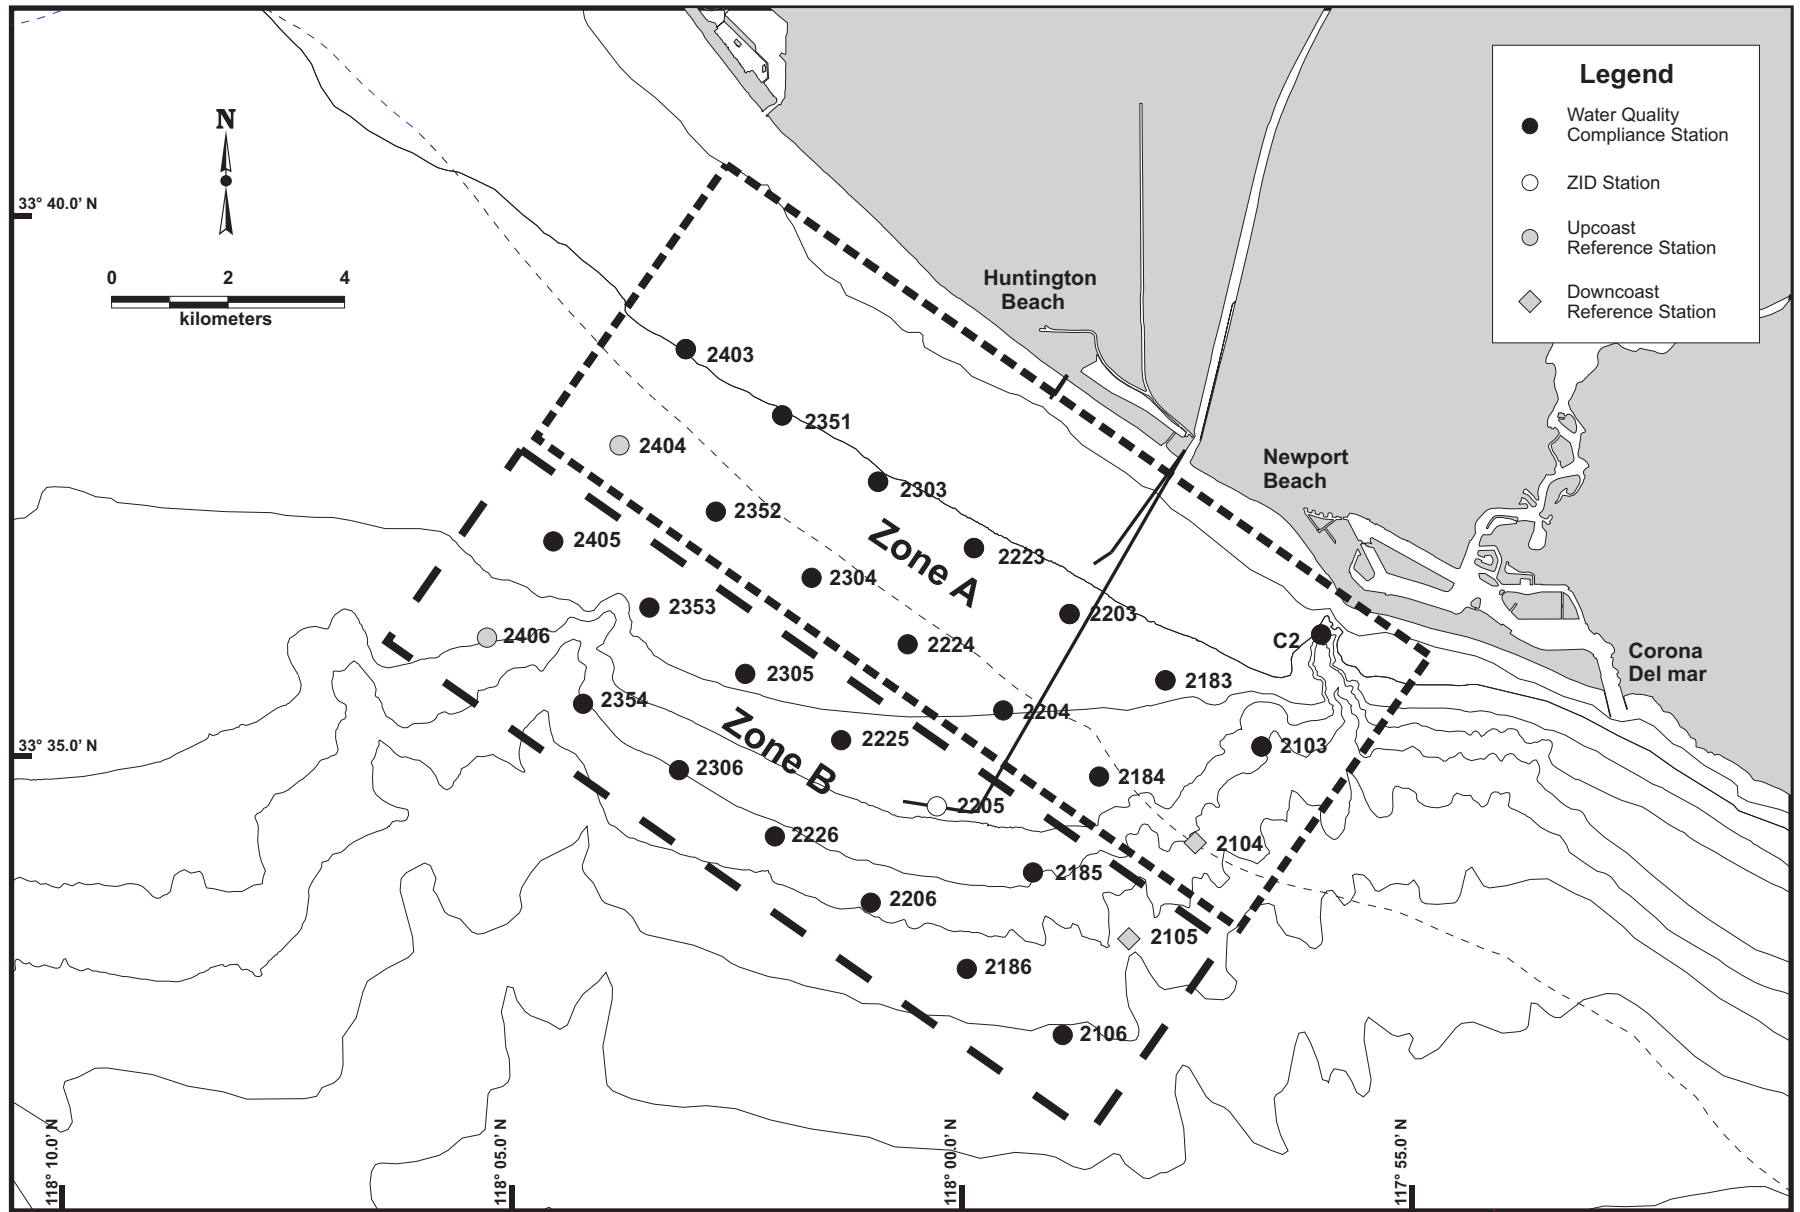 Legend
Water Quality
Compliance Station
ZID Station
Upcoast
Reference Station
Downcoast
Reference Station
N
33° 40.0' N
0 2 4
kilometers
Huntington
Beach
2403
2351
2404
2303
Newport
Beach
2352
2405
Zone A
2223
2304
2353
2203
2406
2224
C2
Corona
Del mar
2305
2183
2354
2204
33° 35.0' N
Zone B
2225
2103
2306
2184
2205
2226
2104
2185
2206
2105
2186
2106
118° 10.0' N
118° 05.0' N
118° 00.0' N
117° 55.0' N